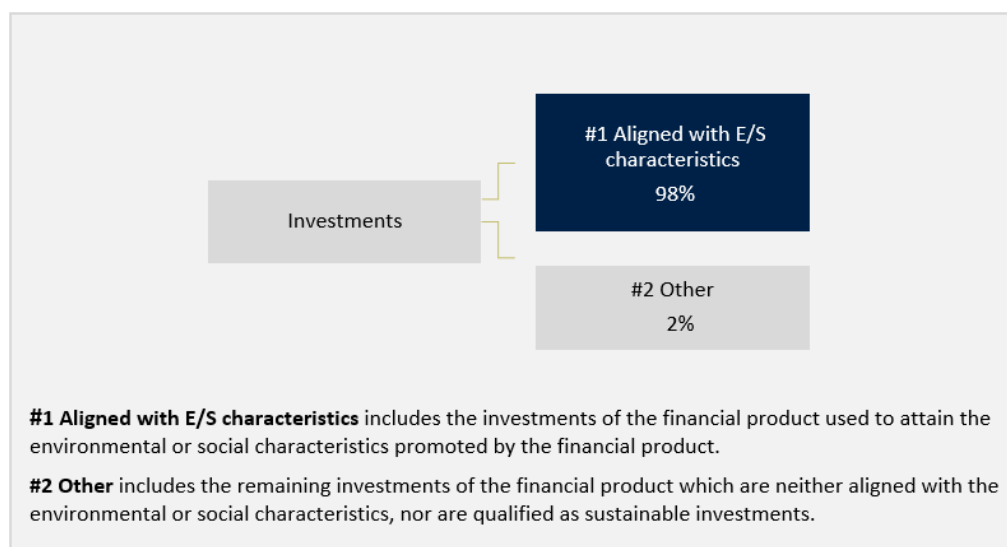 #1 Aligned with E/S
characteristics
98%
Investments
#2 Other
2%
#1 Aligned with E/S characteristics includes the investments of the financial product used to attain the
environmental or social characteristics promoted by the financial product.
#2 Other includes the remaining investments of the financial product which are neither aligned with the
environmental or social characteristics, nor are qualified as sustainable investments.